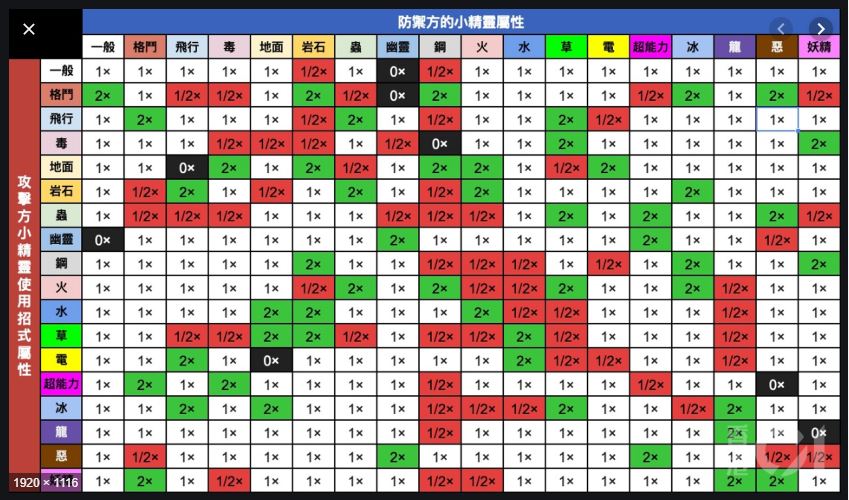 防禦方的小精靈屬性
一般 格鬥 飛行 毒 地面 岩石 蟲 幽靈 鋼 火 水 草 電 超能力 冰 龍 惡 妖精
攻擊方小精靈使用招式屬性
一般 1× 1× 1× 1× 1× 1/2× 1× 0× 1/2× 1× 1× 1× 1× 1× 1× 1× 1× 1×
格鬥 2× 1× 1/2× 1/2× 1× 2× 1/2× 0× 2× 1× 1× 1× 1× 1/2× 2× 1× 2× 1/2×
飛行 1× 2× 1× 1× 1× 1/2× 2× 1× 1/2× 1× 1× 2× 1/2× 1× 1× 1× 1× 1×
毒 1× 1× 1× 1/2× 1/2× 1/2× 1× 1/2× 0× 1× 1× 2× 1× 1× 1× 1× 1× 2×
地面 1× 1× 0× 2× 1× 2× 1/2× 1× 2× 2× 1× 1/2× 2× 1× 1× 1× 1× 1×
岩石 1× 1/2× 2× 1× 1/2× 1× 2× 1× 1/2× 2× 1× 1× 1× 1× 2× 1× 1× 1×
蟲 1× 1/2× 1/2× 1/2× 1× 1× 1× 1/2× 1/2× 1/2× 1× 2× 1× 2× 1× 1× 2× 1/2×
幽靈 0× 1× 1× 1× 1× 1× 1× 2× 1× 1× 1× 1× 1× 2× 1× 1× 1/2× 1×
鋼 1× 1× 1× 1× 1× 2× 1× 1× 1/2× 1/2× 1/2× 1× 1/2× 1× 2× 1× 1× 2×
火 1× 1× 1× 1× 1× 1/2× 2× 1× 2× 1/2× 1/2× 2× 1× 1× 2× 1/2× 1× 1×
水 1× 1× 1× 1× 2× 2× 1× 1× 1× 2× 1/2× 1/2× 1× 1× 1× 1/2× 1× 1×
草 1× 1× 1/2× 1/2× 2× 2× 1/2× 1× 1/2× 1/2× 2× 1/2× 1× 1× 1× 1/2× 1× 1×
電 1× 1× 2× 1× 0× 1× 1× 1× 1× 1× 2× 1/2× 1/2× 1× 1× 1/2× 1× 1×
超能力 1× 2× 1× 2× 1× 1× 1× 1× 1/2× 1× 1× 1× 1× 1/2× 1× 1× 0× 1×
冰 1× 1× 2× 1× 2× 1× 1× 1× 1/2× 1/2× 1/2× 2× 1× 1× 1/2× 2× 1× 1×
龍 1× 1× 1× 1× 1× 1× 1× 1× 1/2× 1× 1× 1× 1× 1× 1× 2× 1× 0×
惡 1× 1/2× 1× 1× 1× 1× 1× 2× 1× 1× 1× 1× 1× 2× 1× 1× 1/2× 1/2×
妖精 1× 2× 1× 1/2× 1× 1× 1× 1× 1/2× 1/2× 1× 1× 1× 1× 1× 2× 2× 1×
香港01
1920 × 1116